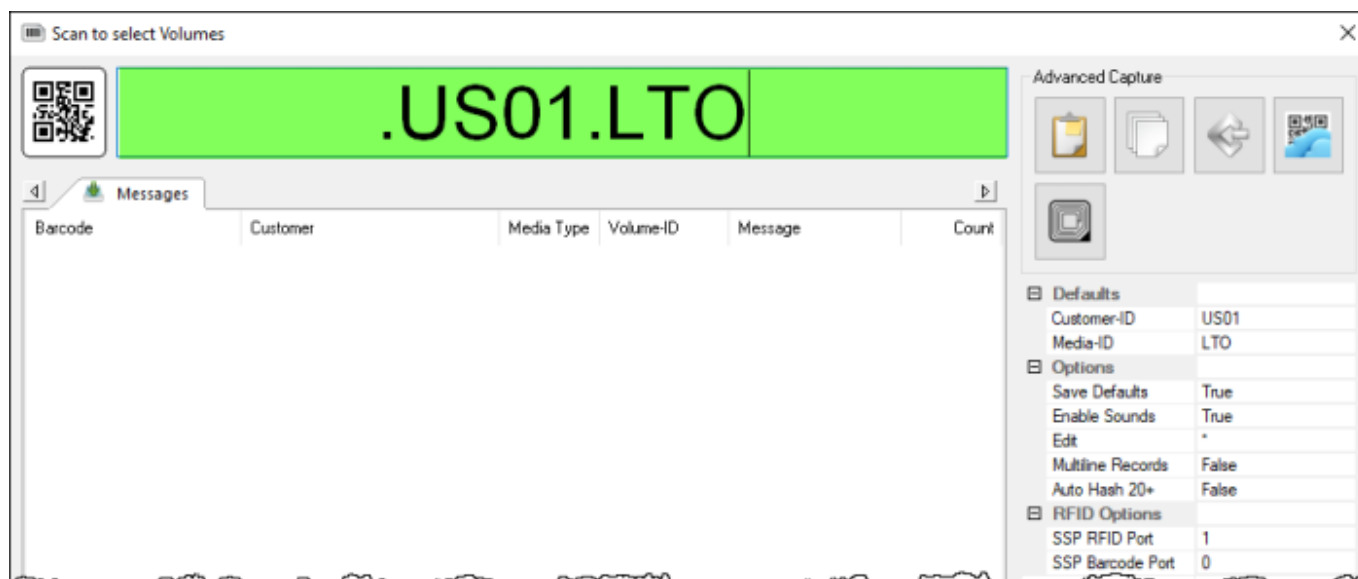 Scan to select Volumes
.US01.LTO
Messages
Barcode Customer Media Type Volume-ID Message Count
Advanced Capture
Defaults
Customer-ID US01
Media-ID LTO
Options
Save Defaults True
Enable Sounds True
Edit *
Multiline Records False
Auto Hash 20+ False
RFID Options
SSP RFID Port 1
SSP Barcode Port 0